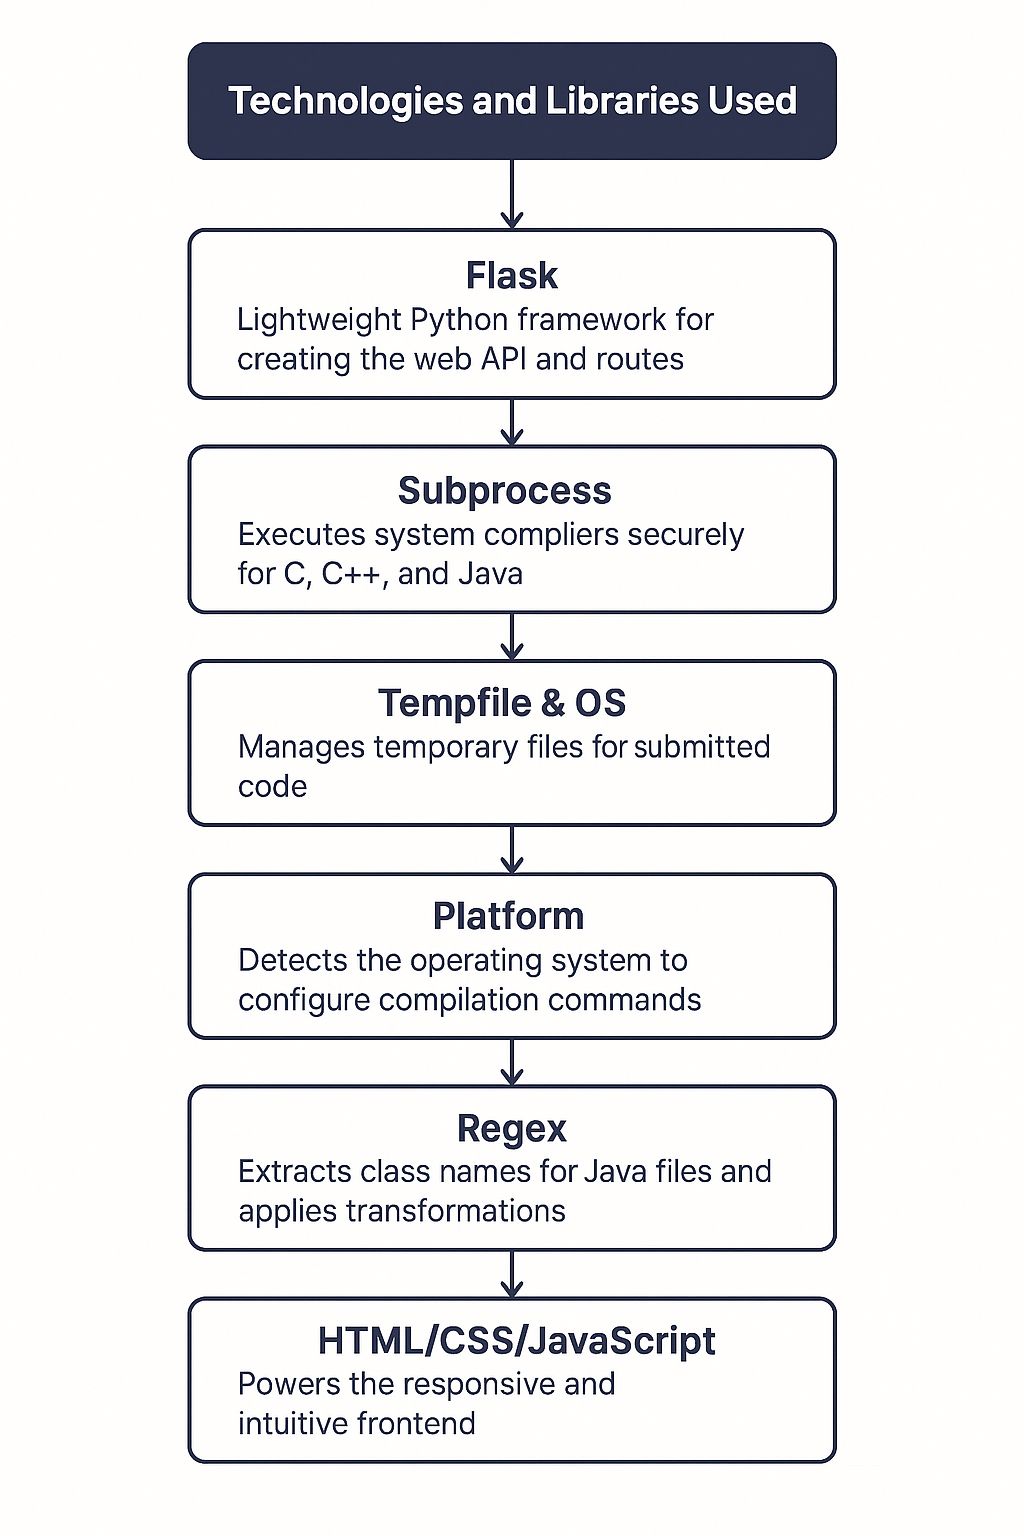 Technologies and Libraries Used
Flask
Lightweight Python framework for
creating the web API and routes
Subprocess
Executes system compliers securely
for C, C++, and Java
Tempfile & OS
Manages temporary files for submitted
code
Platform
Detects the operating system to
configure compilation commands
Regex
Extracts class names for Java files and
applies transformations
HTML/CSS/JavaScript
Powers the responsive and
intuitive frontend